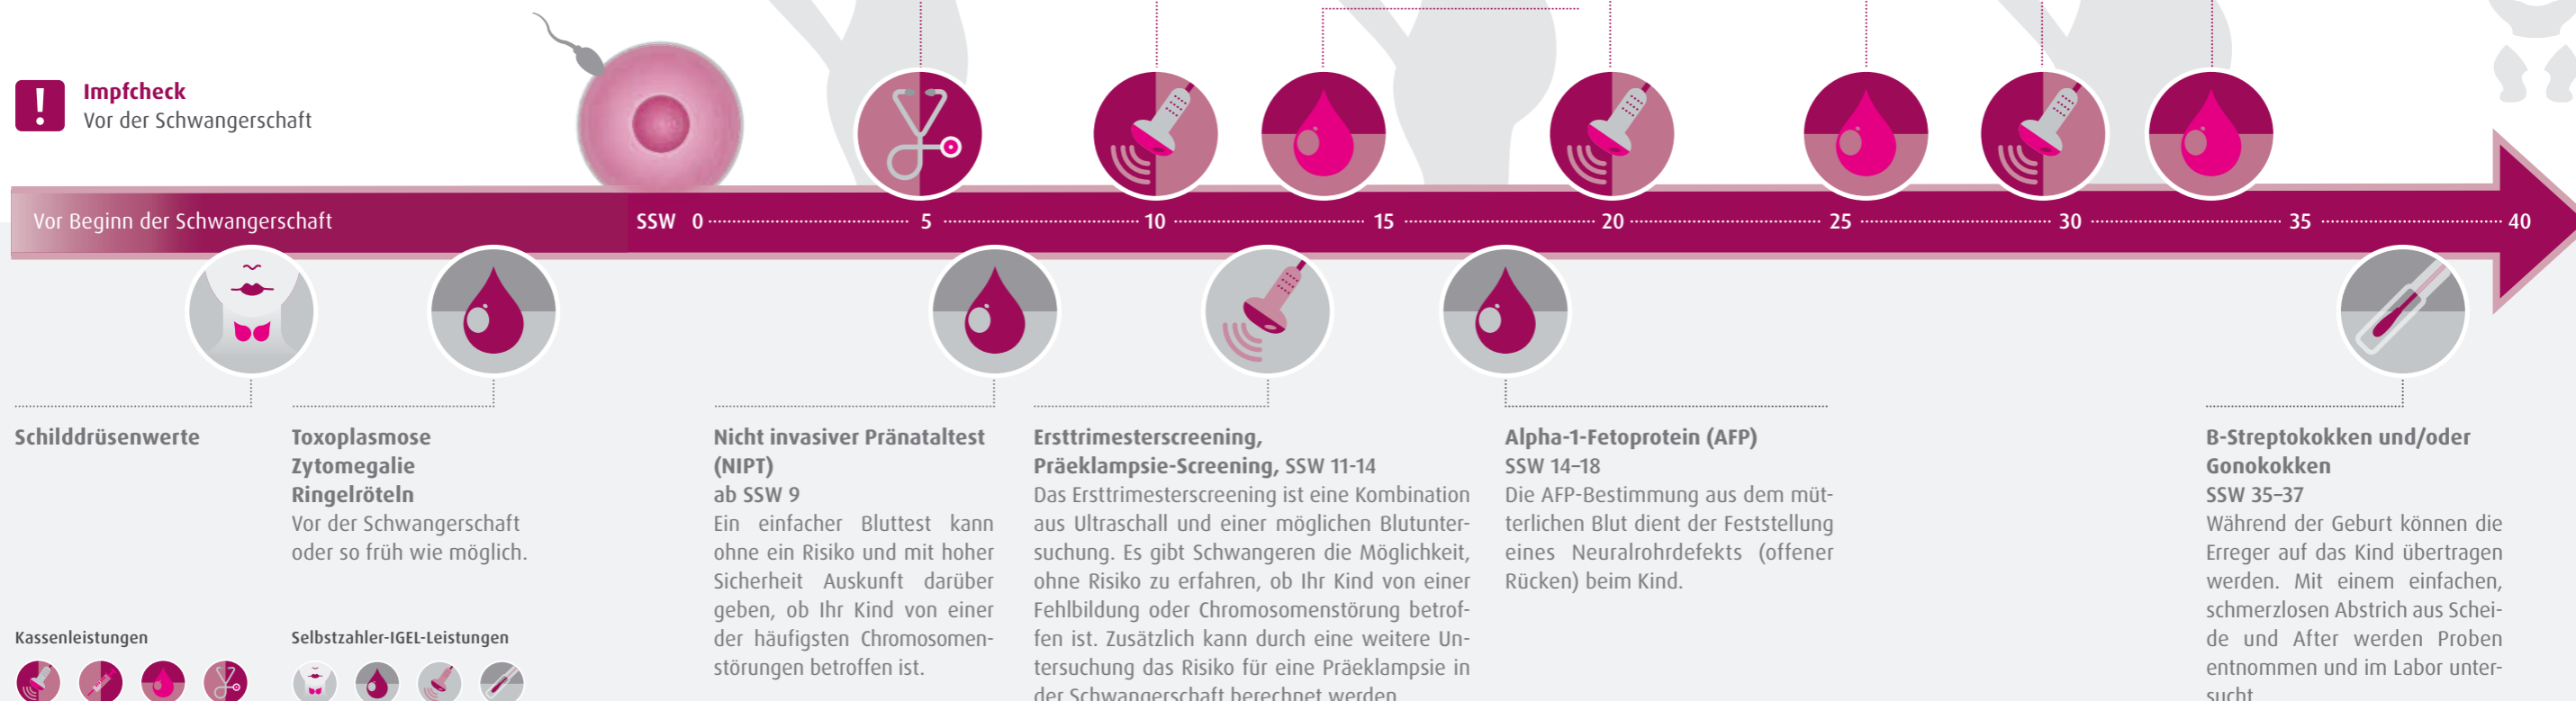 Impfcheck
Vor der Schwangerschaft
Vor Beginn der Schwangerschaft
SSW 0 5 10 15 20 25 30 35 40
Schilddrüsenwerte
Toxoplasmose
Zytomegalie
Ringelröteln
Vor der Schwangerschaft
oder so früh wie möglich.
Nicht invasiver Pränataltest
(NIPT)
ab SSW 9
Ein einfacher Bluttest kann
ohne ein Risiko und mit hoher
Sicherheit Auskunft darüber
geben, ob Ihr Kind von einer
der häufigsten Chromosomen-
störungen betroffen ist.
Ersttrimesterscreening,
Präeklampsie-Screening, SSW 11-14
Das Ersttrimesterscreening ist eine Kombination
aus Ultraschall und einer möglichen Blutunter-
suchung. Es gibt Schwangeren die Möglichkeit,
ohne Risiko zu erfahren, ob Ihr Kind von einer
Fehlbildung oder Chromosomenstörung betrof-
fen ist. Zusätzlich kann durch eine weitere Un-
tersuchung das Risiko für eine Präeklampsie in
der Schwangerschaft berechnet werden
Alpha-1-Fetoprotein (AFP)
SSW 14–18
Die AFP-Bestimmung aus dem müt-
terlichen Blut dient der Feststellung
eines Neuralrohrdefekts (offener
Rücken) beim Kind.
B-Streptokokken und/oder
Gonokokken
SSW 35–37
Während der Geburt können die
Erreger auf das Kind übertragen
werden. Mit einem einfachen,
schmerzlosen Abstrich aus Schei-
de und After werden Proben
entnommen und im Labor unter-
sucht
Kassenleistungen
Selbstzahler-IGEL-Leistungen